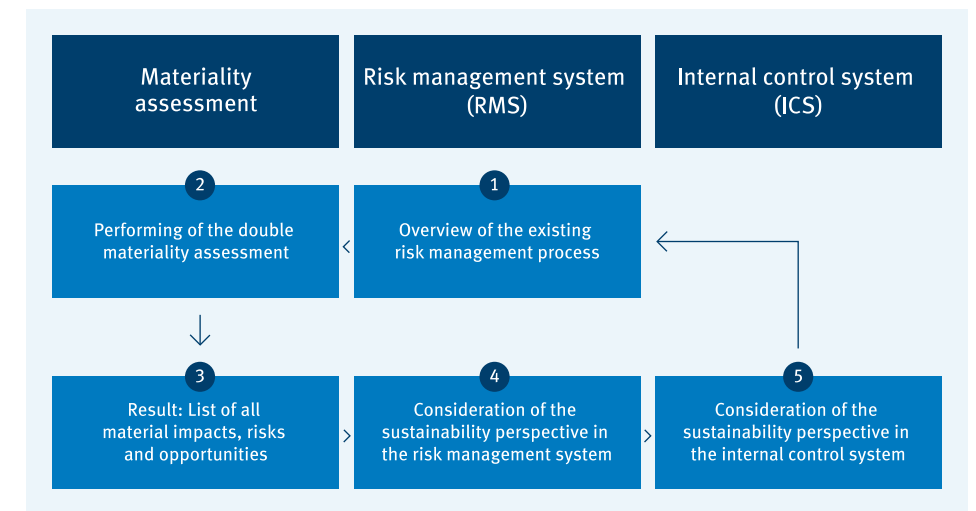 Materiality
assessment
Risk management system
(RMS)
Internal control system
(ICS)
2
Performing of the double
materiality assessment
1
Overview of the existing
risk management process
3
Result: List of all
material impacts, risks
and opportunities
4
Consideration of the
sustainability perspective in
the risk management system
5
Consideration of the
sustainability perspective in
the internal control system